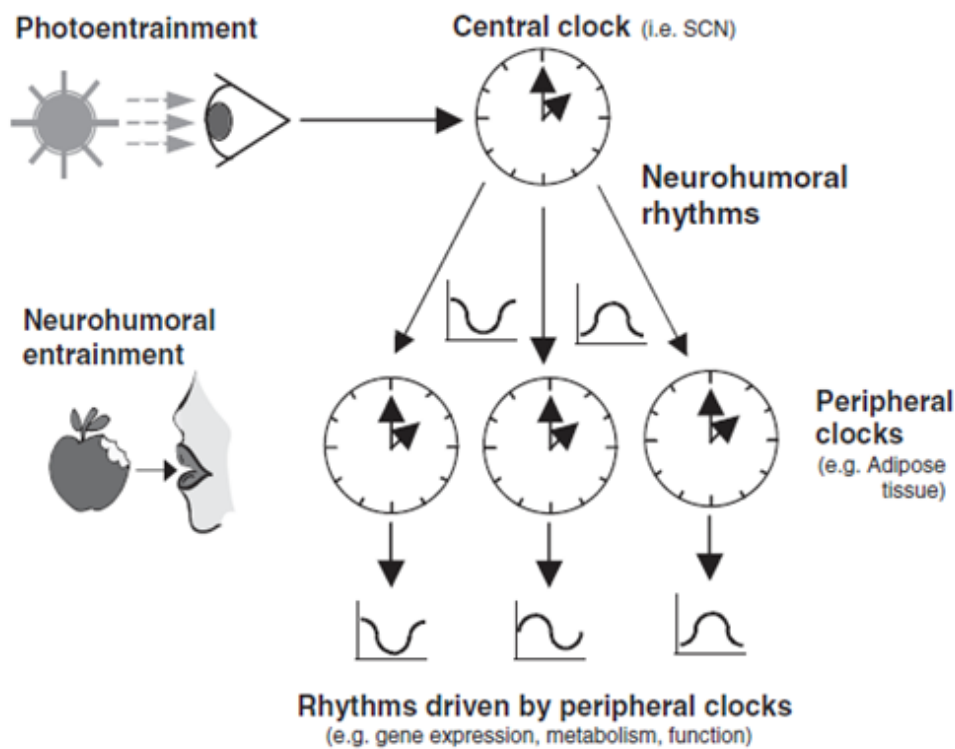 Photoentrainment
Central clock (i.e. SCN)
Neurohumoral
rhythms
Neurohumoral
entrainment
Peripheral
clocks
(e.g. Adipose
tissue)
Rhythms driven by peripheral clocks
(e.g. gene expression, metabolism, function)